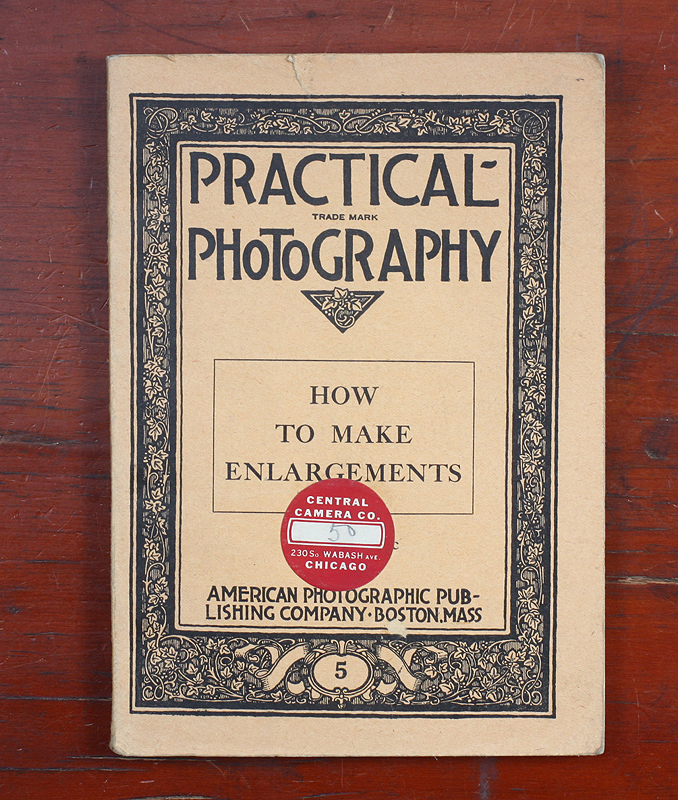 PRACTICAL-
TRADE MARK
PHOTOGRAPHY
HOW
TO MAKE
ENLARGEMENTS
CENTRAL
CAMERA CO.
50
230 So. WABASH AVE.
CHICAGO
AMERICAN PHOTOGRAPHIC PUB-
LISHING COMPANY · BOSTON, MASS
5